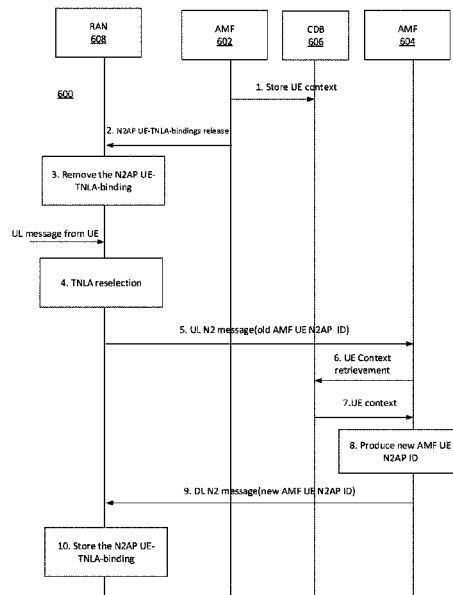 RAN
608
AMF
602
CDB
606
AMF
604
600
1. Store UE context
2. N2AP UE-TNLA-bindings release
3. Remove the N2AP UE-
TNLA-binding
UL message from UE
4. TNLA reselection
5. UL N2 message(old AMF UE N2AP ID)
6. UE Context
retrievement
7.UE context
8. Produce new AMF UE
N2AP ID
9. DL N2 message(new AMF UE N2AP ID)
10. Store the N2AP UE-
TNLA-binding